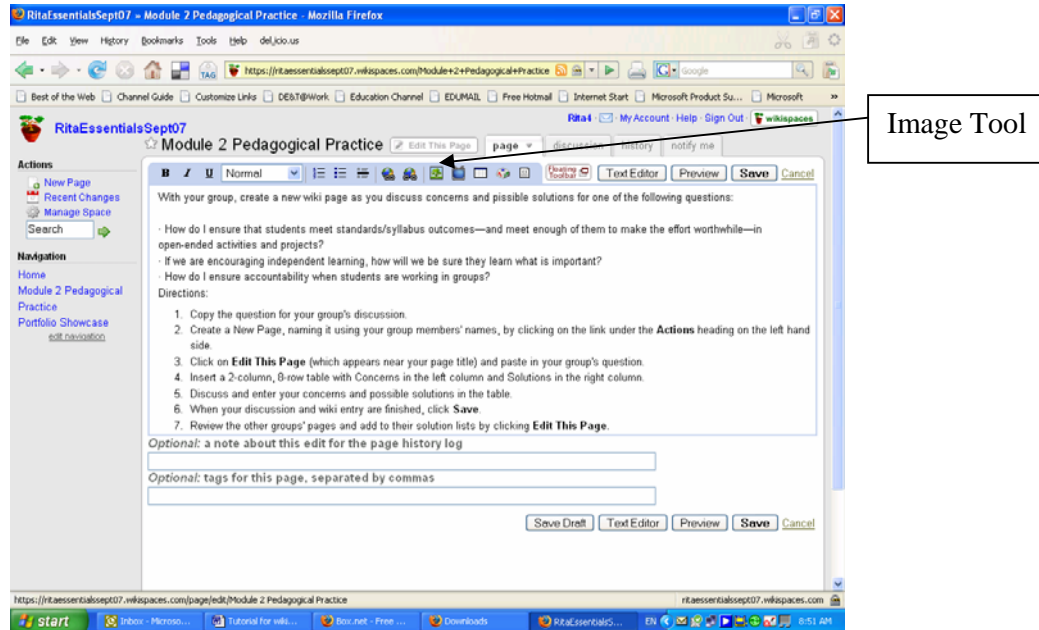 RitaEssentialsSept07 » Module 2 Pedagogical Practice - Mozilla Firefox
File Edit View History Bookmarks Tools Help del.icio.us
TAG https://ritaessentialssept07.wikispaces.com/Module+2+Pedagogical+Practice Google
Best of the Web Channel Guide Customize Links DE&T@Work Education Channel EDUMAIL Free Hotmail Internet Start Microsoft Product Su... Microsoft »
Rita4 · My Account · Help · Sign Out · wikispaces
Image Tool
RitaEssentialsSept07
Module 2 Pedagogical Practice Edit This Page page discussion history notify me
Actions
New Page
Recent Changes
Manage Space
Search
Navigation
Home
Module 2 Pedagogical
Practice
Portfolio Showcase
edit navigation
B I U Normal Floating Toolbar Text Editor Preview Save Cancel
With your group, create a new wiki page as you discuss concerns and pissible solutions for one of the following questions:
· How do I ensure that students meet standards/syllabus outcomes—and meet enough of them to make the effort worthwhile—in
open-ended activities and projects?
· If we are encouraging independent learning, how will we be sure they learn what is important?
· How do I ensure accountability when students are working in groups?
Directions:
1. Copy the question for your group's discussion.
2. Create a New Page, naming it using your group members' names, by clicking on the link under the Actions heading on the left hand
side.
3. Click on Edit This Page (which appears near your page title) and paste in your group's question.
4. Insert a 2-column, 8-row table with Concerns in the left column and Solutions in the right column.
5. Discuss and enter your concerns and possible solutions in the table.
6. When your discussion and wiki entry are finished, click Save.
7. Review the other groups' pages and add to their solution lists by clicking Edit This Page.
Optional: a note about this edit for the page history log
Optional: tags for this page, separated by commas
Save Draft Text Editor Preview Save Cancel
https://ritaessentialssept07.wikispaces.com/page/edit/Module 2 Pedagogical Practice ritaessentialssept07.wikispaces.com
start Inbox - Microso... Tutorial for wiki... Box.net - Free ... Downloads RitaEssentialsS... EN 8:51 AM